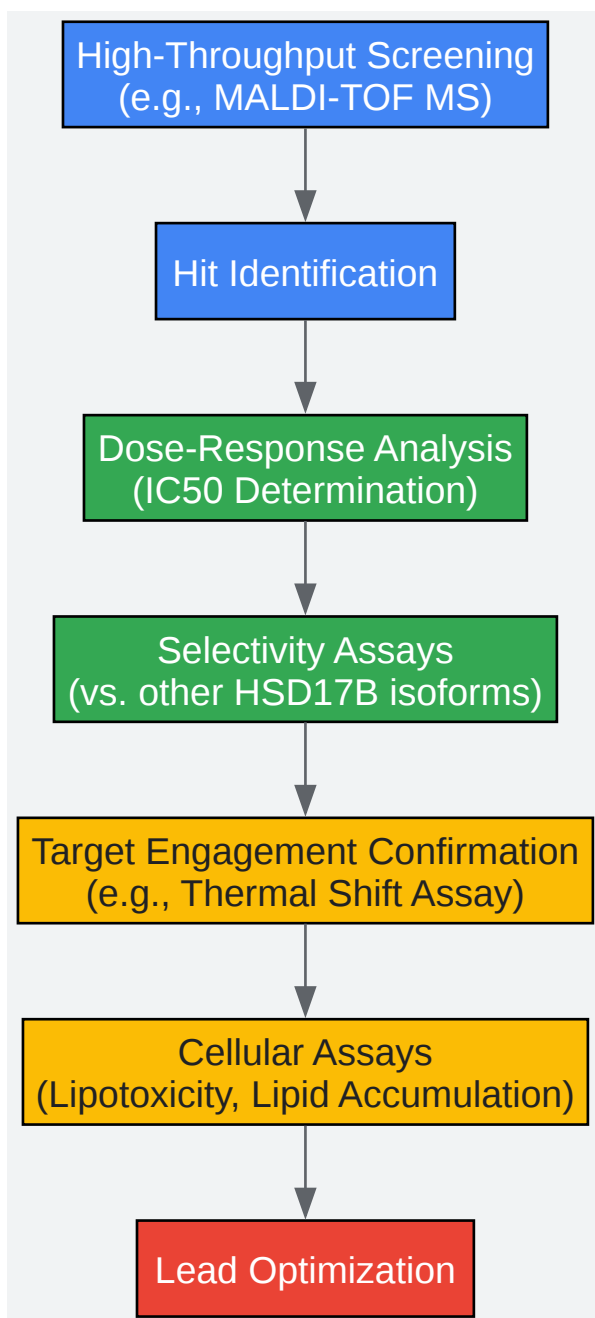 High-Throughput Screening
(e.g., MALDI-TOF MS)
Hit Identification
Dose-Response Analysis
(IC50 Determination)
Selectivity Assays
(vs. other HSD17B isoforms)
Target Engagement Confirmation
(e.g., Thermal Shift Assay)
Cellular Assays
(Lipotoxicity, Lipid Accumulation)
Lead Optimization